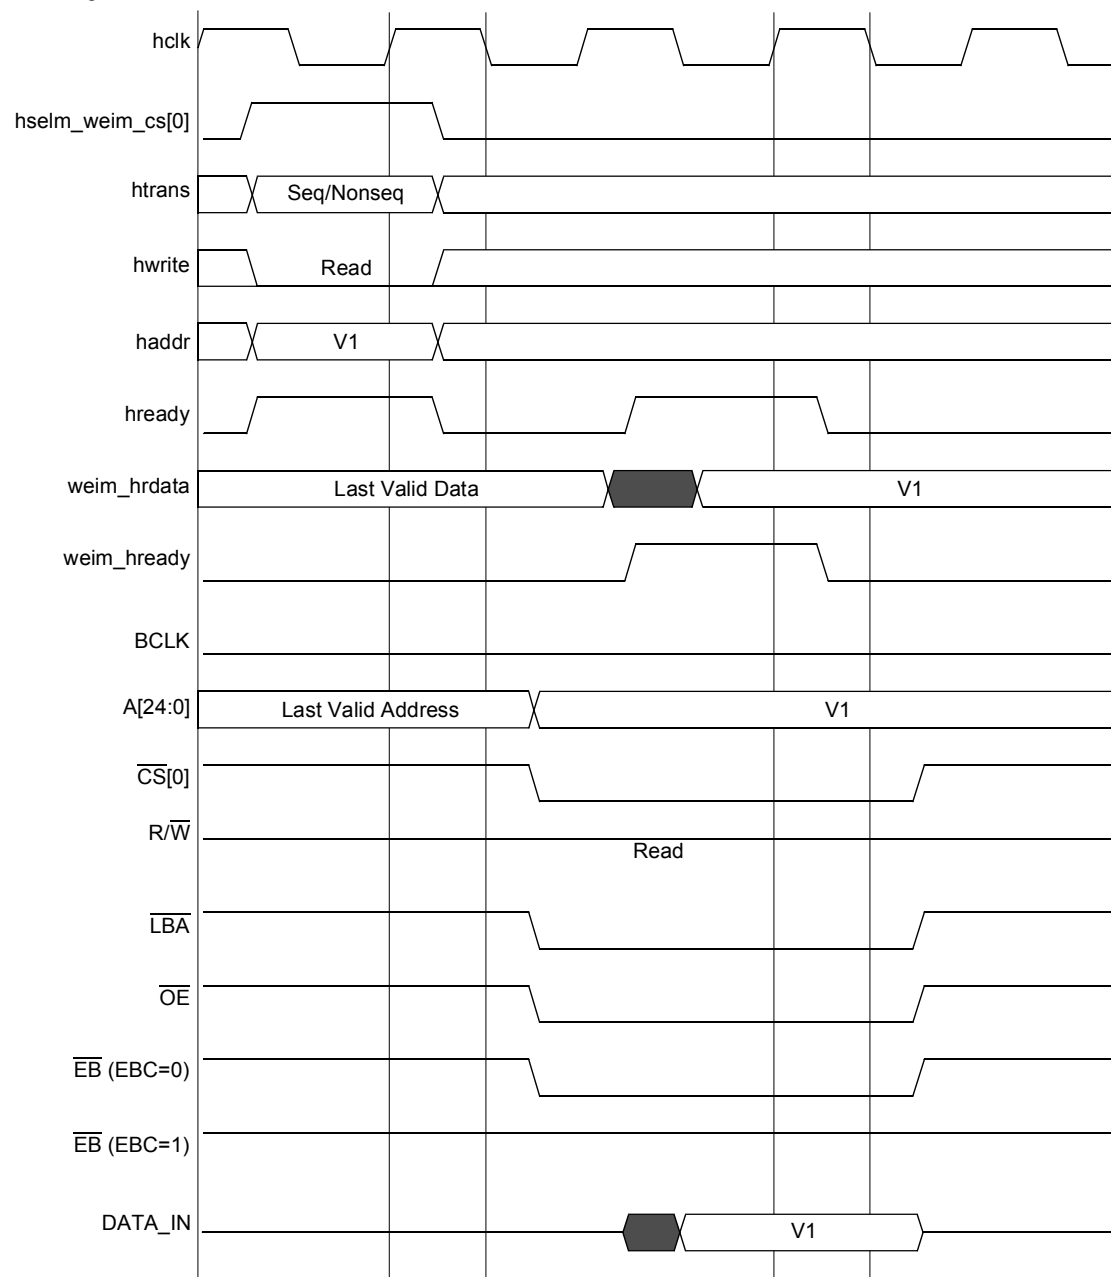 hclk
hselm_weim_cs[0]
htrans Seq/Nonseq
hwrite Read
haddr V1
hready
weim_hrdata Last Valid Data V1
weim_hready
BCLK
A[24:0] Last Valid Address V1
CS[0]
R/W
Read
LBA
OE
EB (EBC=0)
EB (EBC=1)
DATA_IN V1